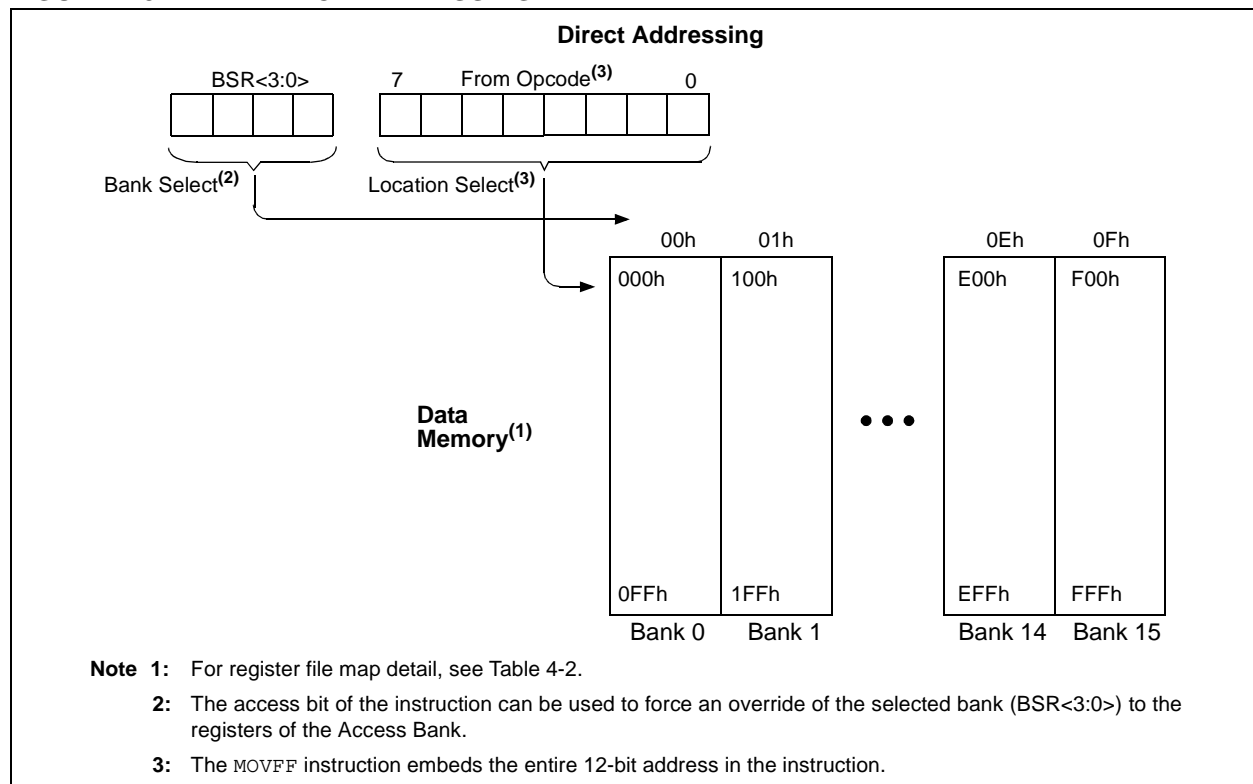 Direct Addressing
BSR<3:0> 7 From Opcode(3) 0
Bank Select(2) Location Select(3)
00h 01h 0Eh 0Fh
000h 100h E00h F00h
Data
Memory(1)
0FFh 1FFh EFFh FFFh
Bank 0 Bank 1 Bank 14 Bank 15
Note 1: For register file map detail, see Table 4-2.
2: The access bit of the instruction can be used to force an override of the selected bank (BSR<3:0>) to the
registers of the Access Bank.
3: The MOVFF instruction embeds the entire 12-bit address in the instruction.